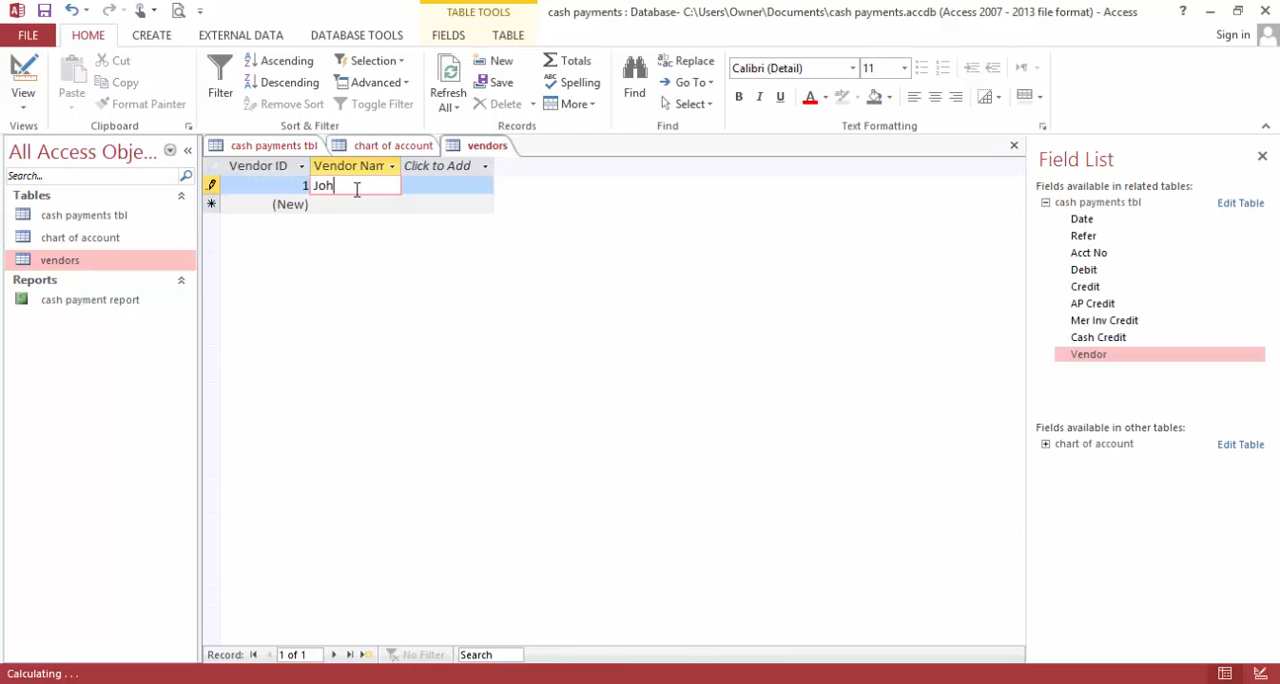 TABLE TOOLS
cash payments : Database- C:\Users\Owner\Documents\cash payments.accdb (Access 2007 - 2013 file format) - Access
FILE HOME CREATE EXTERNAL DATA DATABASE TOOLS FIELDS TABLE Sign in
View
Views
Paste
Cut
Copy
Format Painter
Clipboard
Filter
Ascending
Descending
Remove Sort
Selection
Advanced
Toggle Filter
Sort & Filter
Refresh
All
New
Save
Delete
Totals
Spelling
More
Records
Find
Replace
Go To
Select
Find
Calibri (Detail) 11
B I U A
Text Formatting
All Access Obje...
Search...
Tables
cash payments tbl
chart of account
vendors
Reports
cash payment report
cash payments tbl chart of account vendors
Vendor ID Vendor Nam Click to Add
1 Joh
(New)
Record: 1 of 1 No Filter Search
Field List
Fields available in related tables:
cash payments tbl Edit Table
Date
Refer
Acct No
Debit
Credit
AP Credit
Mer Inv Credit
Cash Credit
Vendor
Fields available in other tables:
chart of account Edit Table
Calculating . . .